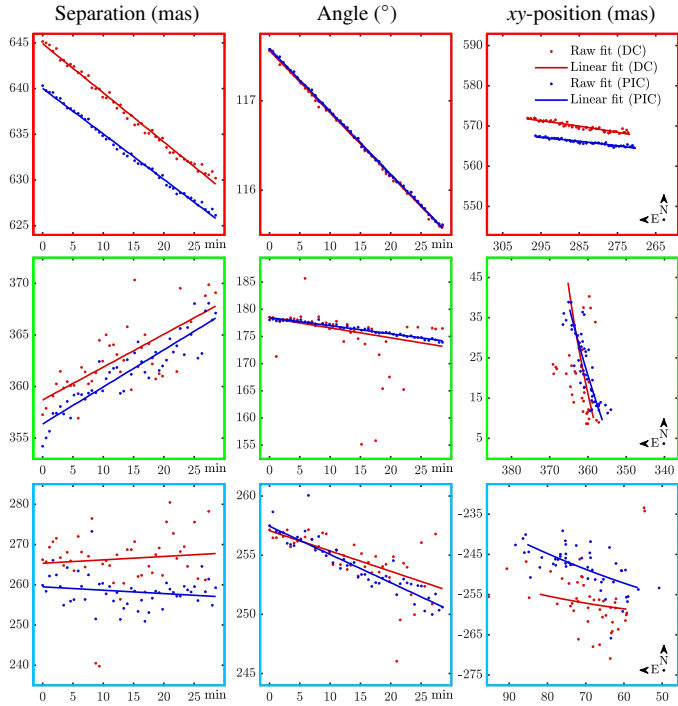 Separation (mas) Angle (°) xy-position (mas)
645
640
635
630
625
0 5 10 15 20 25 min
117
116
0 5 10 15 20 25 min
590
580
570
560
550
305 295 285 275 265
Raw fit (DC)
Linear fit (DC)
Raw fit (PIC)
Linear fit (PIC)
N
E
370
365
359
353
0 5 10 15 20 25 min
185
180
175
170
165
160
155
152
0 5 10 15 20 25 min
45
35
25
15
5
380 370 360 350 340
N
E
280
270
260
250
240
235
0 5 10 15 20 25 min
260
255
250
244
0 5 10 15 20 25 min
-235
-245
-255
-265
-275
90 80 70 60 50
N
E